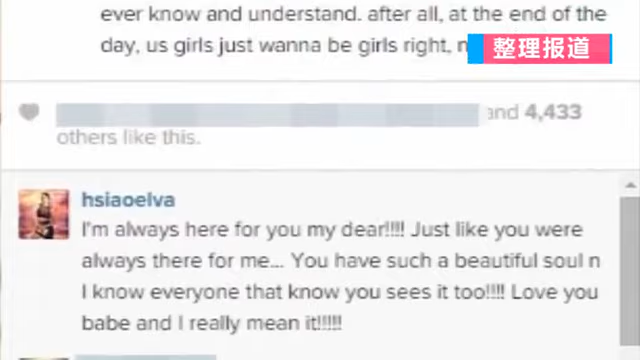 ever know and understand. after all, at the end of the
day, us girls just wanna be girls right,
整理报道
and 4,433
others like this.
hsiaoelva
I'm always here for you my dear!!!! Just like you were
always there for me... You have such a beautiful soul n
I know everyone that know you sees it too!!!! Love you
babe and I really mean it!!!!!